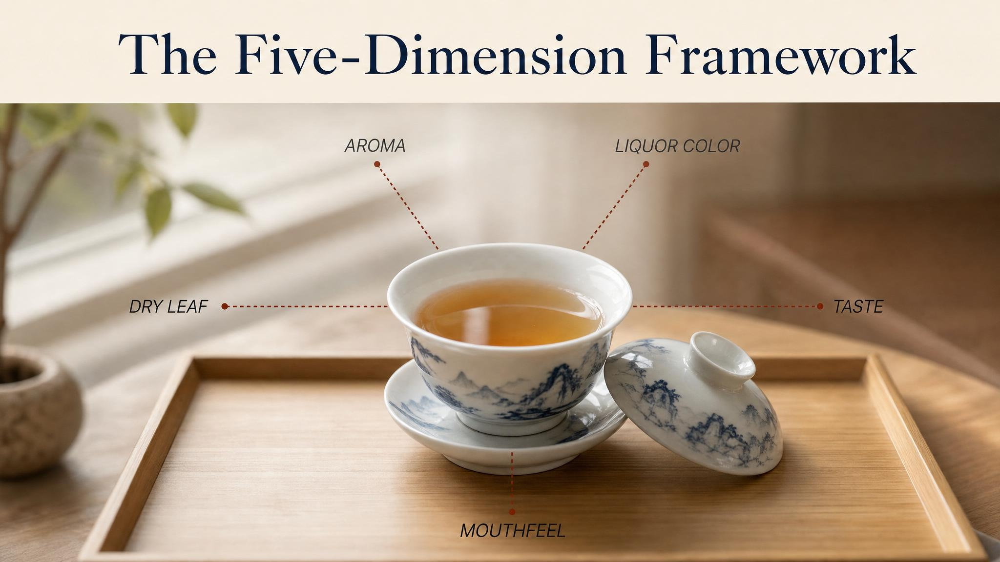 The Five-Dimension Framework
AROMA
LIQUOR COLOR
DRY LEAF
TASTE
MOUTHFEEL